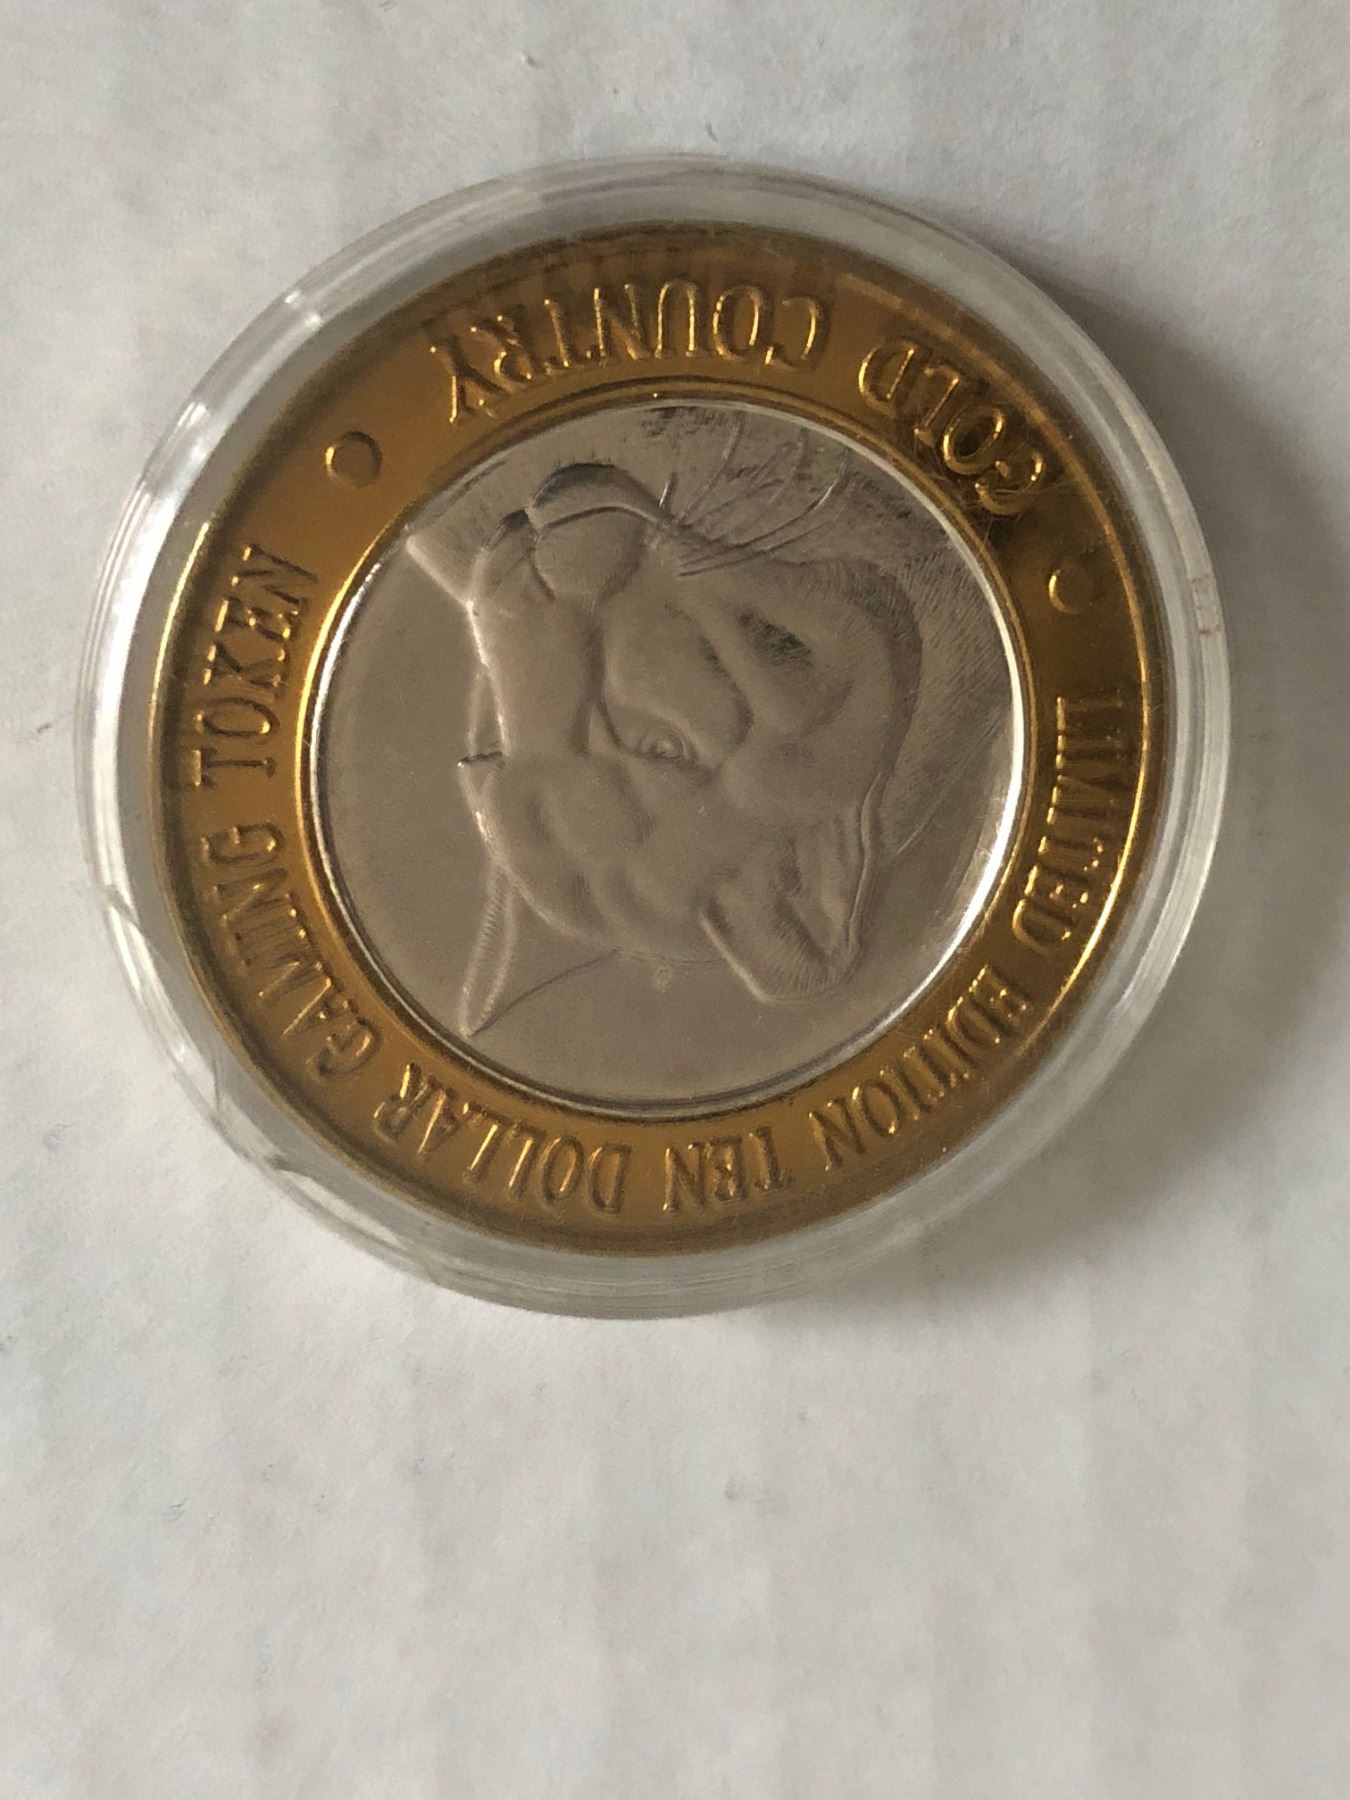 GOLD COUNTRY
LIMITED EDITION TEN DOLLAR GAMING TOKEN